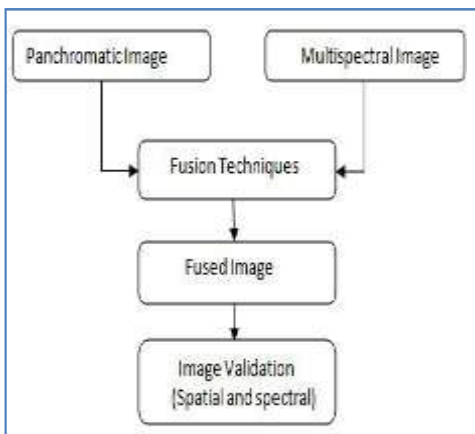 Panchromatic Image
Multispectral Image
Fusion Techniques
Fused Image
Image Validation
(Spatial and spectral)